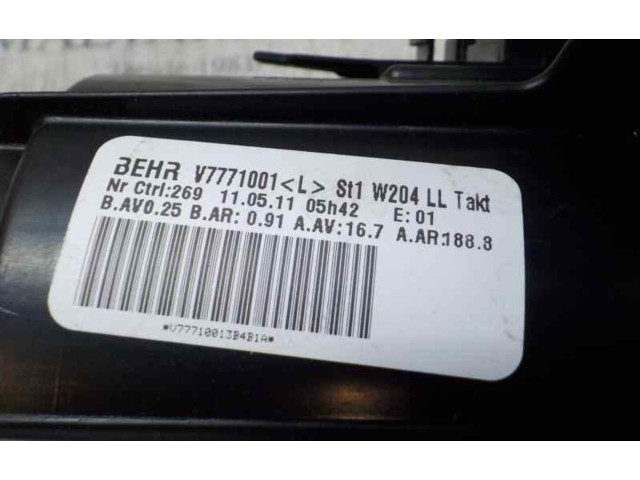 BEHR V7771001<L> St1 W204 LL Takt
Nr Ctrl:269 11.05.11 05h42 E:01
B.AV0.25 B.AR: 0.91 A.AV:16.7 A.AR:188.8
*V77710013B4B1A*